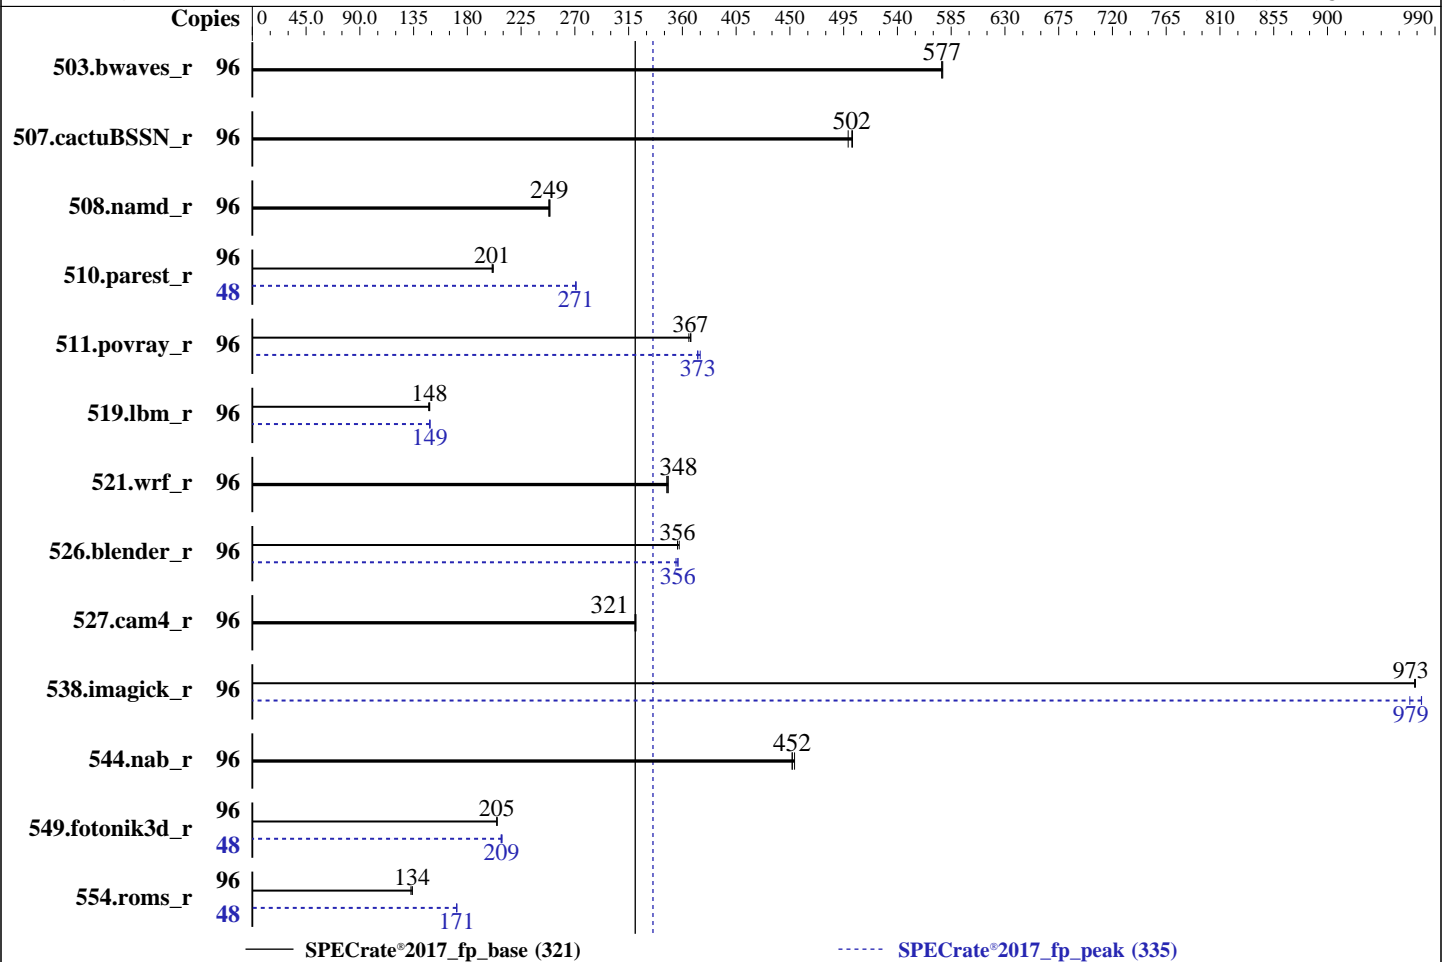 Copies 0 45.0 90.0 135 180 225 270 315 360 405 450 495 540 585 630 675 720 765 810 855 900 990
577
503.bwaves_r 96
502
507.cactuBSSN_r 96
249
508.namd_r 96
96 201
510.parest_r
48 271
367
511.povray_r 96
373
148
519.lbm_r 96
149
348
521.wrf_r 96
356
526.blender_r 96
356
321
527.cam4_r 96
973
538.imagick_r 96
979
452
544.nab_r 96
96 205
549.fotonik3d_r
48 209
96 134
554.roms_r
48 171
SPECrate®2017_fp_base (321) SPECrate®2017_fp_peak (335)